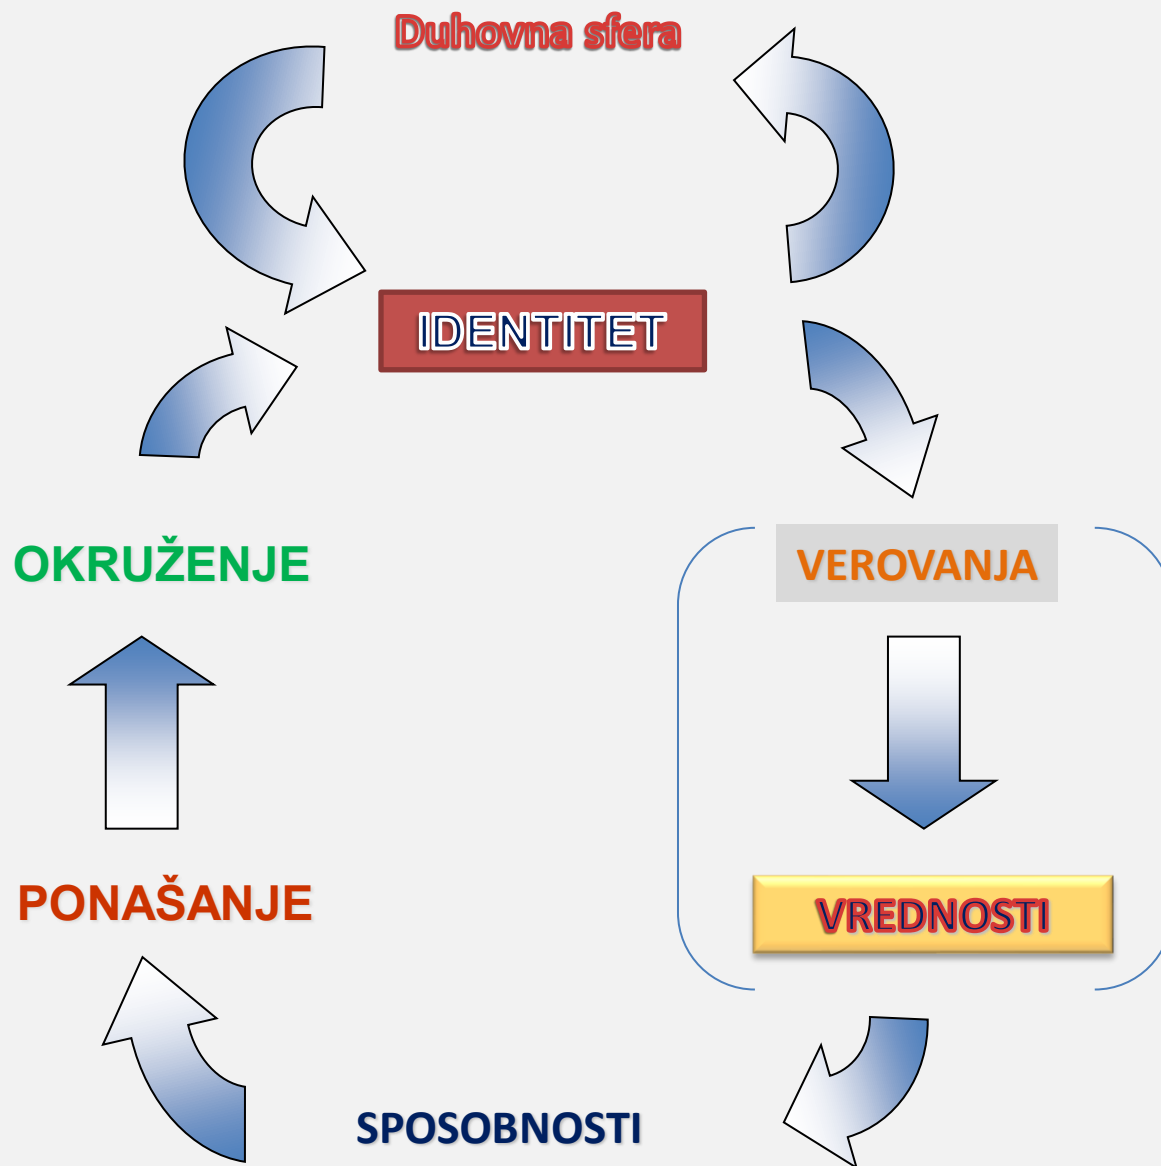 Duhovna sfera
IDENTITET
OKRUŽENJE
VEROVANJA
PONAŠANJE
VREDNOSTI
SPOSOBNOSTI